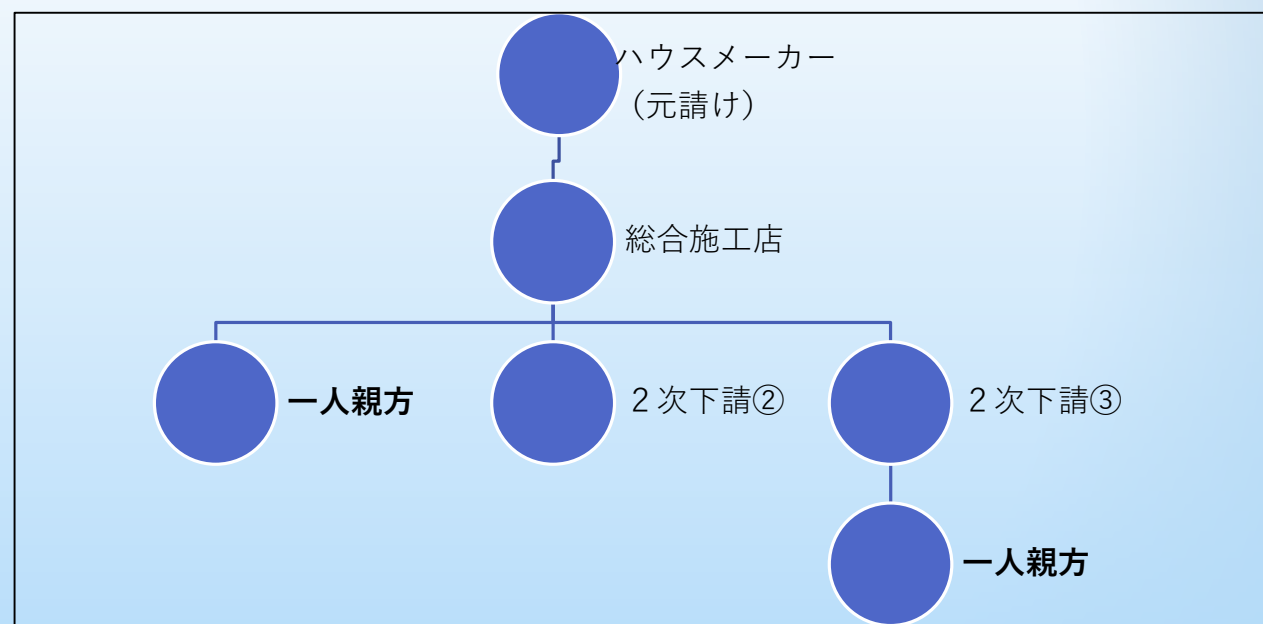 ハウスメーカー
（元請け）
総合施工店
一人親方
２次下請②
２次下請③
一人親方